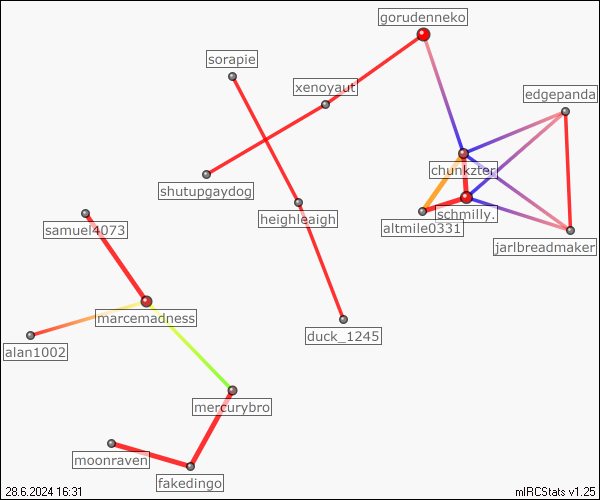 gorudenneko
sorapie
xenoyaut
edgepanda
chunkzter
shutupgaydog
schmilly.
heighleaigh
altmile0331
samuel4073
jarlbreadmaker
marcemadness
duck_1245
alan1002
mercurybro
moonraven
fakedingo
28.6.2024 16:31
mIRCStats v1.25